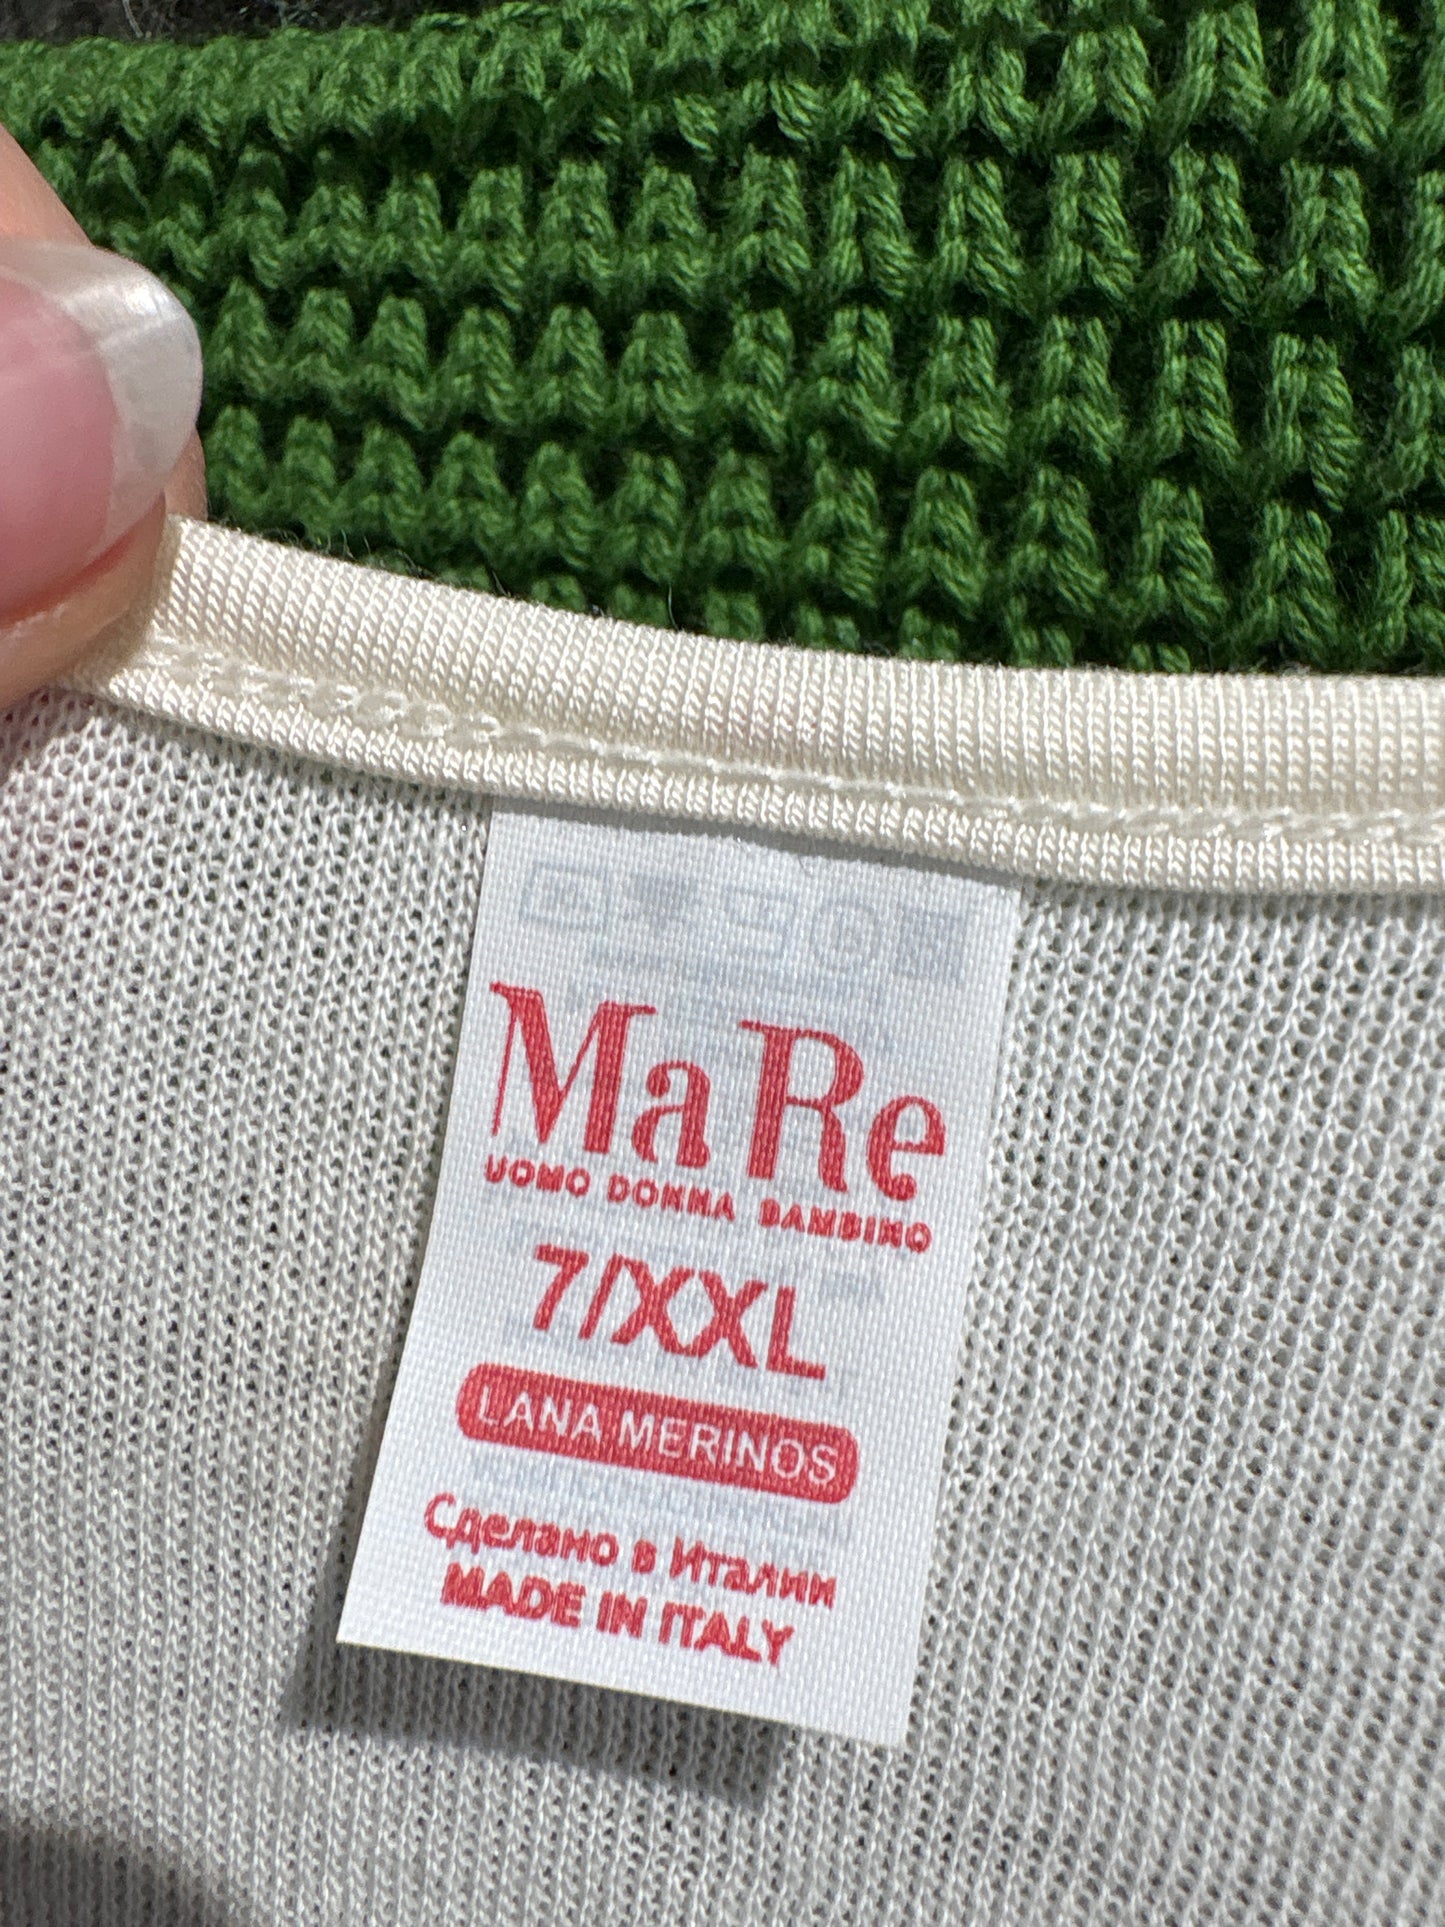 MaRe
UOMO DONNA BAMBINO
7/XXL
LANA MERINOS
Сделано в Италии
MADE IN ITALY